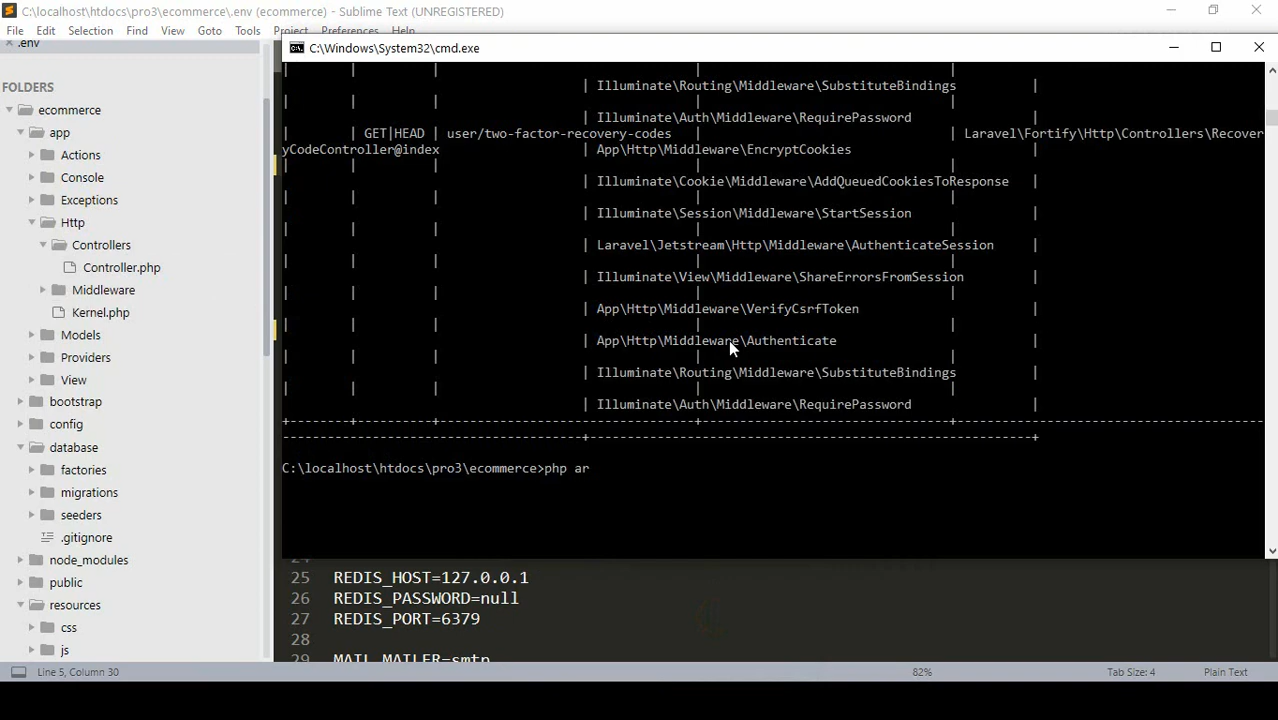 C:\localhost\htdocs\pro3\ecommerce\.env (ecommerce) - Sublime Text (UNREGISTERED)
File Edit Selection Find View Goto Tools Project Preferences Help
.env
C:\Windows\System32\cmd.exe
FOLDERS
ecommerce
app
Actions
Console
Exceptions
Http
Controllers
Controller.php
Middleware
Kernel.php
Models
Providers
View
bootstrap
config
database
factories
migrations
seeders
.gitignore
node_modules
public
resources
css
js
| | | | |
| Illuminate\Routing\Middleware\SubstituteBindings |
| | | | |
| Illuminate\Auth\Middleware\RequirePassword |
| | GET|HEAD | user/two-factor-recovery-codes | | Laravel\Fortify\Http\Controllers\Recover
yCodeController@index | App\Http\Middleware\EncryptCookies |
| | | | |
| Illuminate\Cookie\Middleware\AddQueuedCookiesToResponse |
| | | | |
| Illuminate\Session\Middleware\StartSession |
| | | | |
| Laravel\Jetstream\Http\Middleware\AuthenticateSession |
| | | | |
| Illuminate\View\Middleware\ShareErrorsFromSession |
| | | | |
| App\Http\Middleware\VerifyCsrfToken |
| | | | |
| App\Http\Middleware\Authenticate |
| | | | |
| Illuminate\Routing\Middleware\SubstituteBindings |
| | | | |
| Illuminate\Auth\Middleware\RequirePassword |
C:\localhost\htdocs\pro3\ecommerce>php ar
24
25 REDIS_HOST=127.0.0.1
26 REDIS_PASSWORD=null
27 REDIS_PORT=6379
28
29 MAIL_MAILER=smtp
Line 5, Column 30 82% Tab Size: 4 Plain Text